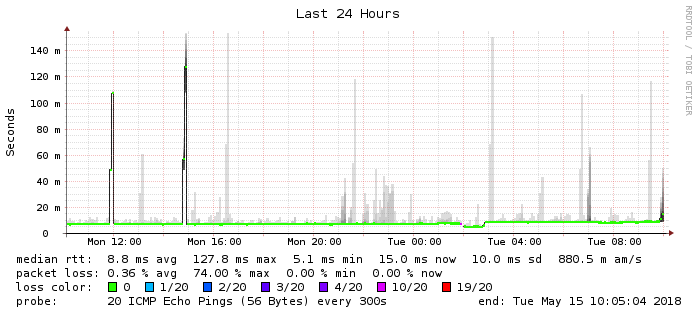 Last 24 Hours
RRDTOOL / TOBI OETIKER
Seconds
140 m
120 m
100 m
80 m
60 m
40 m
20 m
0
Mon 12:00 Mon 16:00 Mon 20:00 Tue 00:00 Tue 04:00 Tue 08:00
median rtt: 8.8 ms avg 127.8 ms max 5.1 ms min 15.0 ms now 10.0 ms sd 880.5 m am/s
packet loss: 0.36 % avg 74.00 % max 0.00 % min 0.00 % now
loss color: 0 1/20 2/20 3/20 4/20 10/20 19/20
probe: 20 ICMP Echo Pings (56 Bytes) every 300s end: Tue May 15 10:05:04 2018